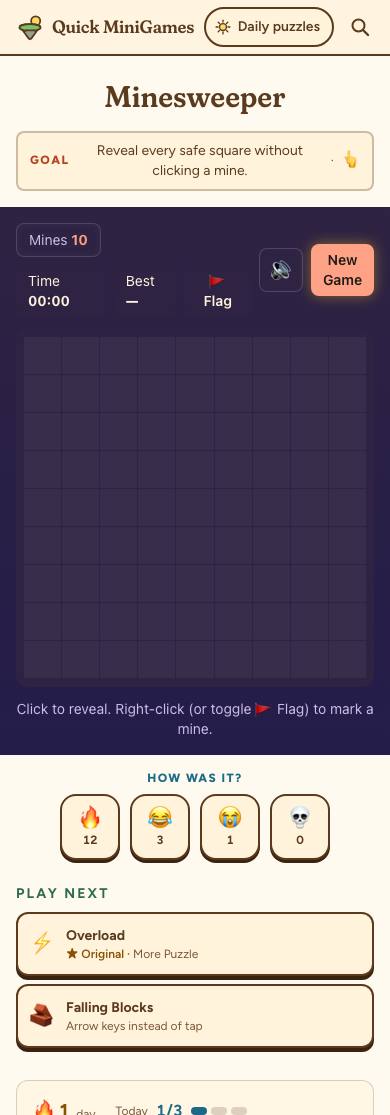 Quick MiniGames
Daily puzzles
Minesweeper
GOAL
Reveal every safe square without
clicking a mine.
Mines 10
Time
00:00
Best
—
Flag
New
Game
Click to reveal. Right-click (or toggle 🚩 Flag) to mark a
mine.
HOW WAS IT?
12
3
1
0
PLAY NEXT
Overload
★ Original · More Puzzle
Falling Blocks
Arrow keys instead of tap
1 day Today 1/3